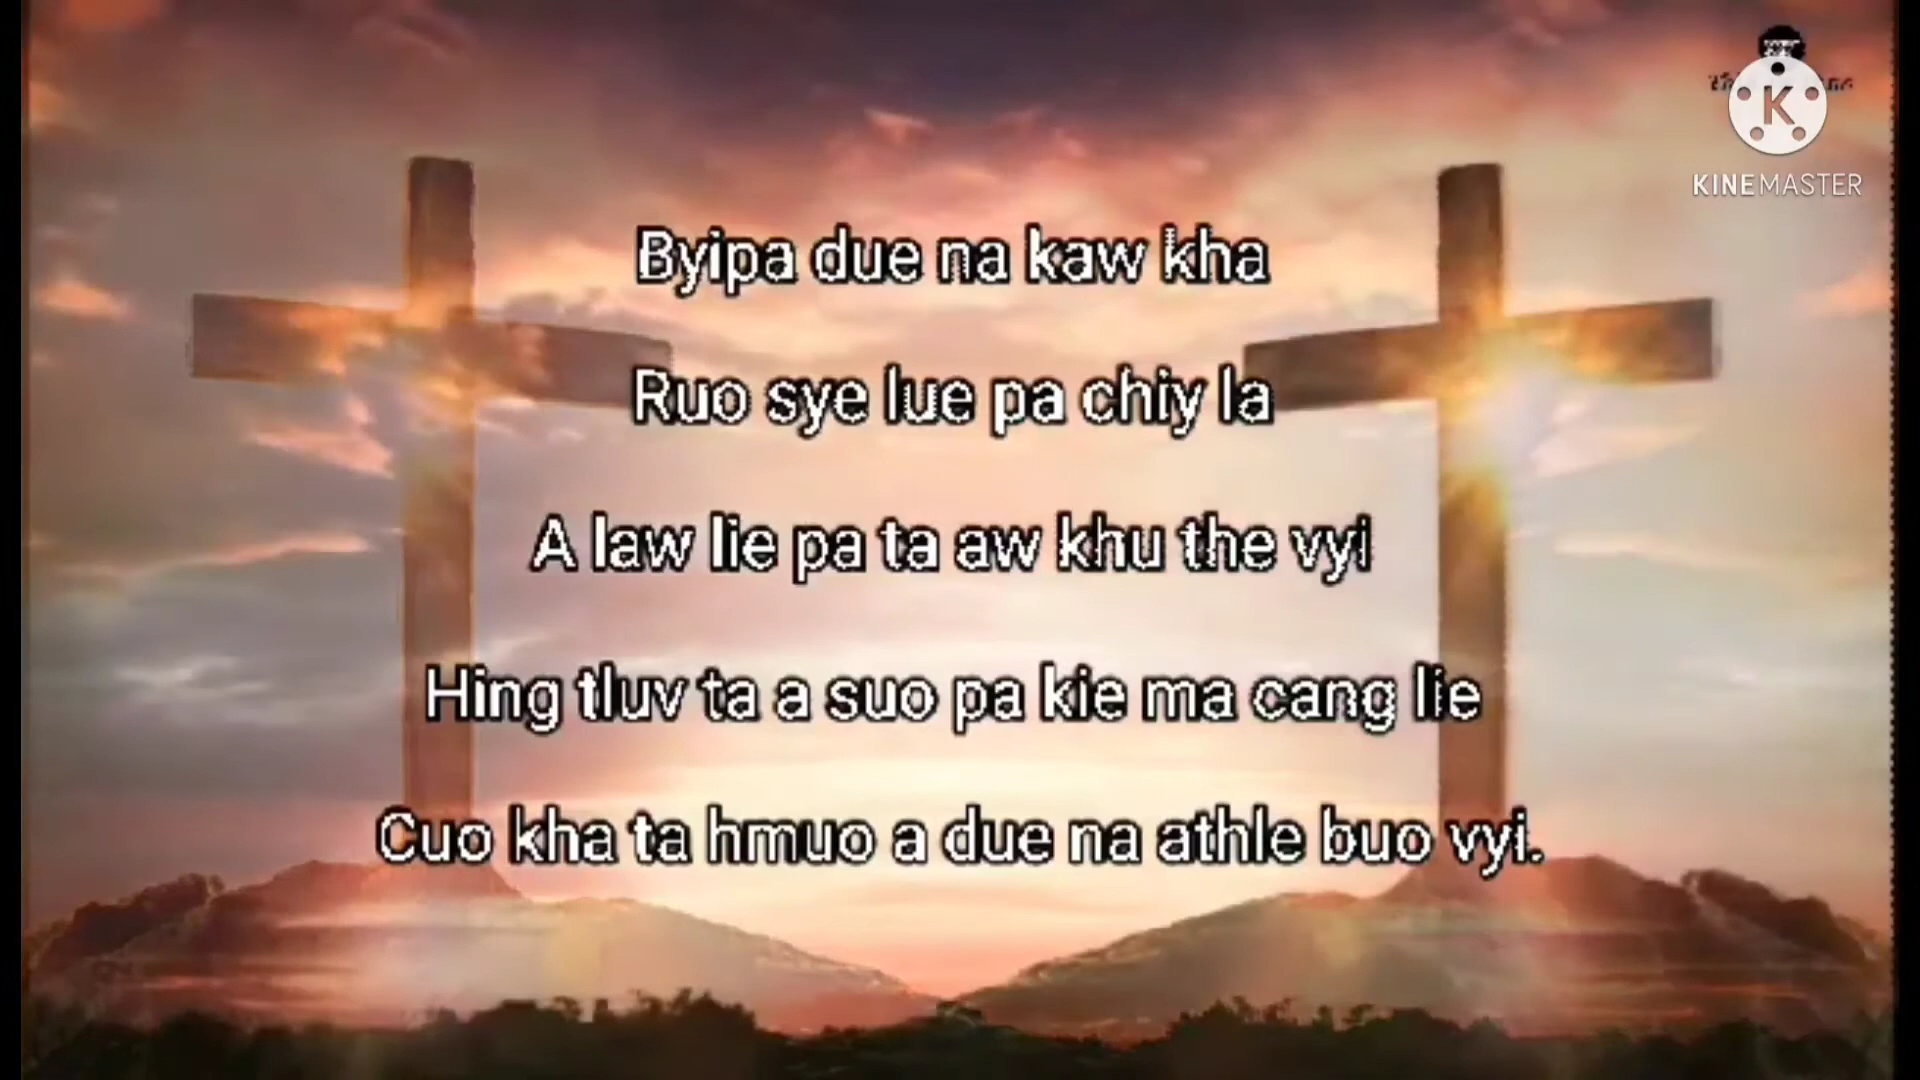 KINEMASTER
Byipa due na kaw kha
Ruo sye lue pa chiy la
A law lie pa ta aw khu the vyi
Hing tluv ta a suo pa kie ma cang lie
Cuo kha ta hmuo a due na athle buo vyi.